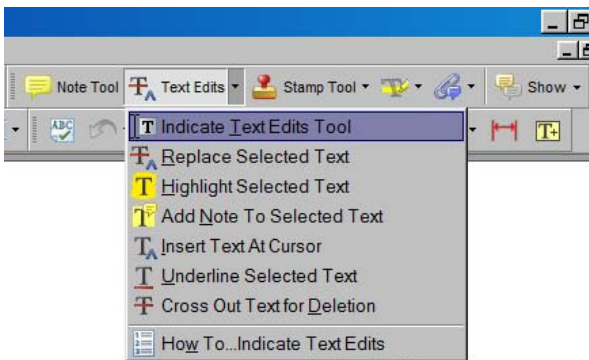 Note Tool Text Edits Stamp Tool Show
ABC T Indicate Text Edits Tool T+
Replace Selected Text
Highlight Selected Text
Add Note To Selected Text
Insert Text At Cursor
Underline Selected Text
Cross Out Text for Deletion
How To...Indicate Text Edits